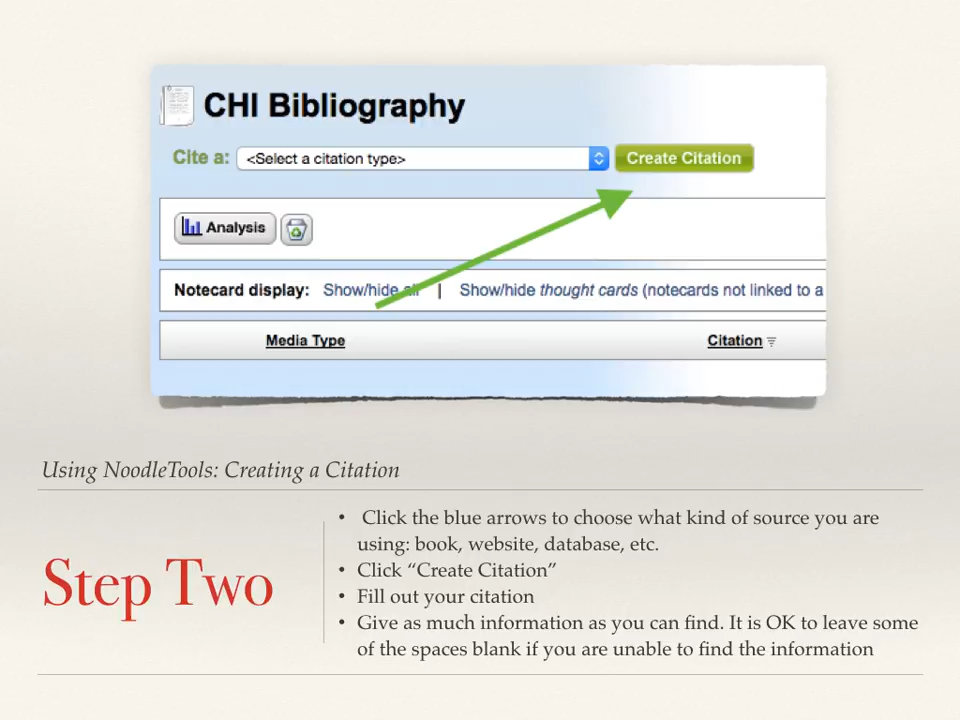 CHI Bibliography
Cite a: <Select a citation type> Create Citation
Analysis
Notecard display: Show/hide all | Show/hide thought cards (notecards not linked to a
Media Type Citation
Using NoodleTools: Creating a Citation
Step Two
• Click the blue arrows to choose what kind of source you are
using: book, website, database, etc.
• Click “Create Citation”
• Fill out your citation
• Give as much information as you can find. It is OK to leave some
of the spaces blank if you are unable to find the information